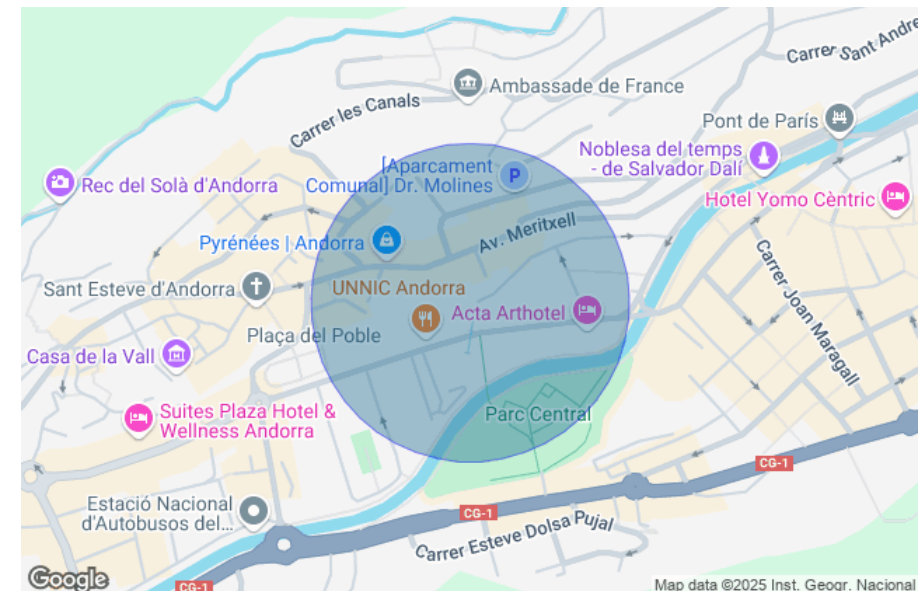 Carrer Sant Andre
Ambassade de France
Carrer les Canals
Pont de París
Noblesa del temps
- de Salvador Dalí
[Aparcament
Comunal] Dr. Molines
P
Rec del Solà d'Andorra
Hotel Yomo Cèntric
Av. Meritxell
Pyrénées | Andorra
Carrer Joan Maragall
Sant Esteve d'Andorra
UNNIC Andorra
Acta Arthotel
Plaça del Poble
Casa de la Vall
Suites Plaza Hotel &
Wellness Andorra
Parc Central
CG-1
Estació Nacional
d'Autobusos del...
CG-1
Carrer Esteve Dolsa Pujal
Google
CG-1
Map data ©2025 Inst. Geogr. Nacional